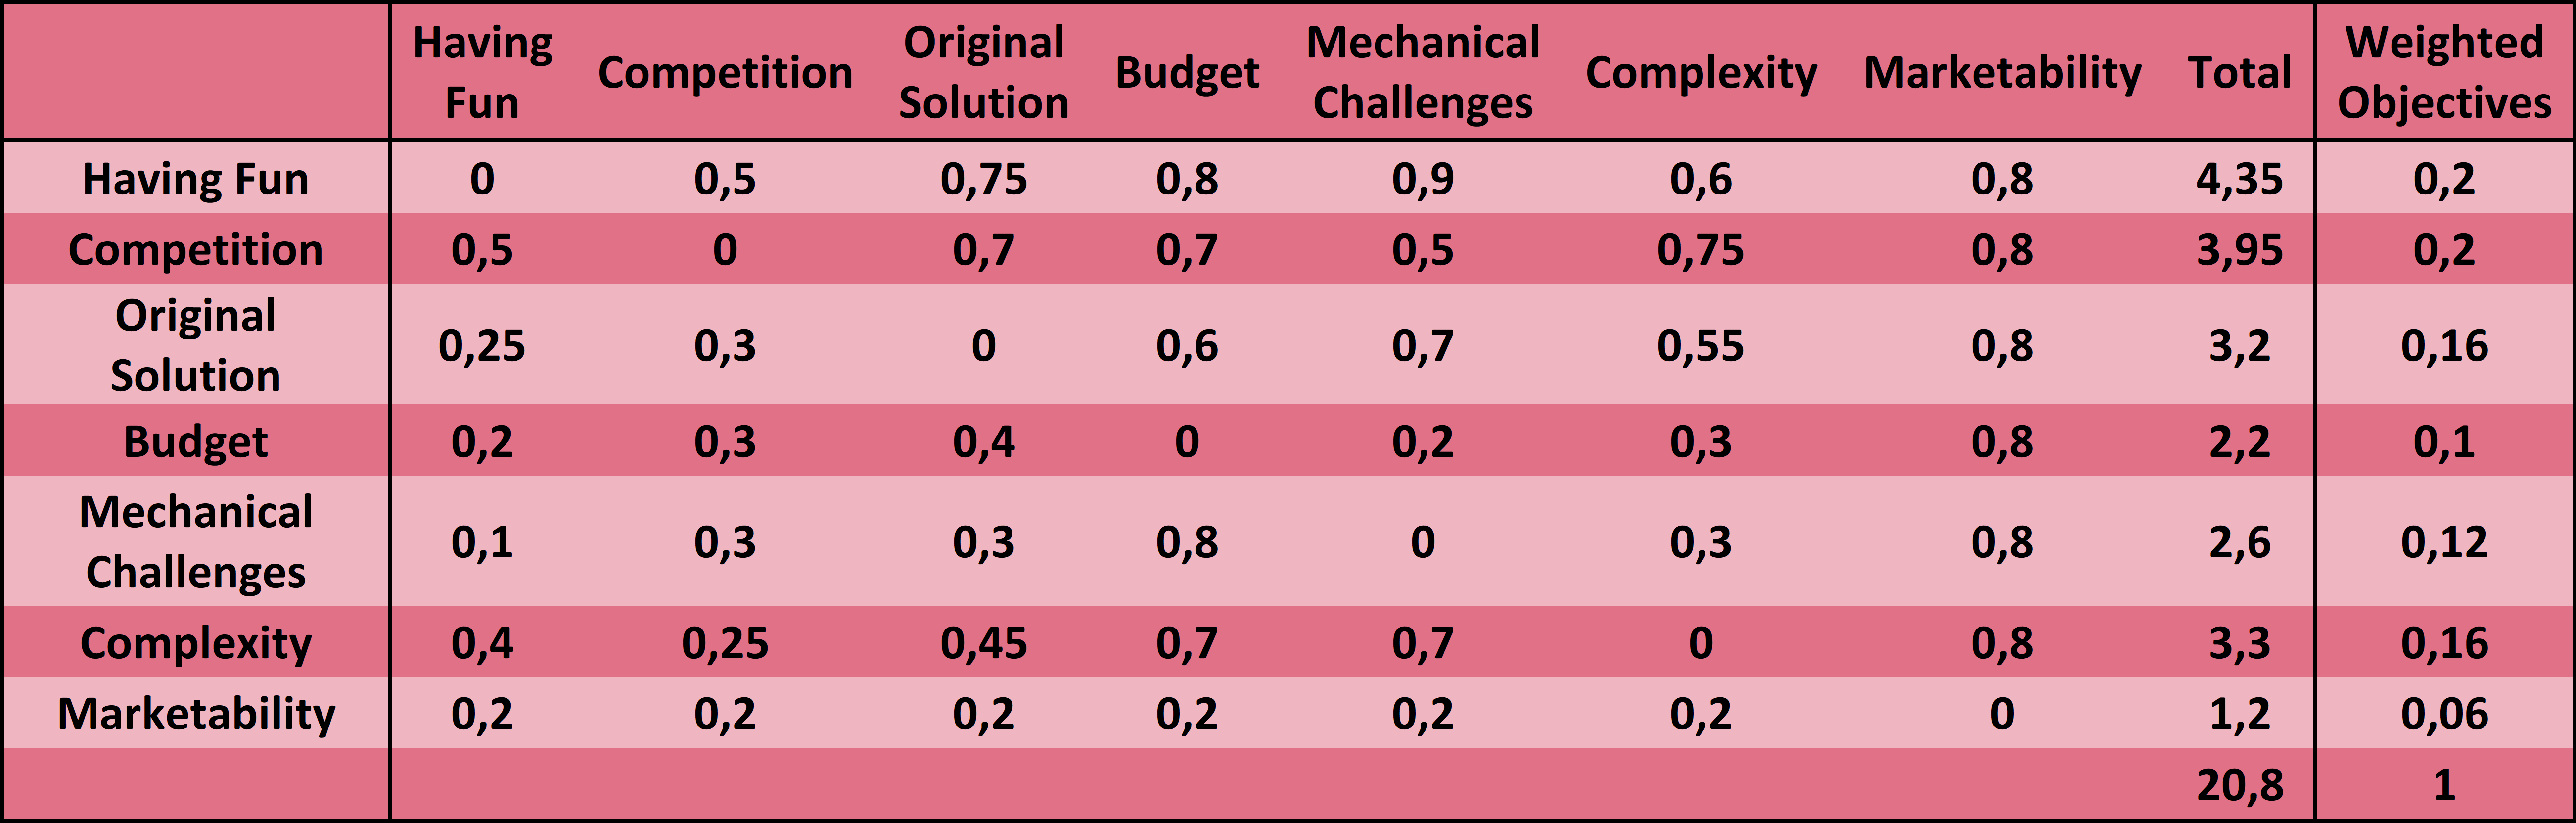 Having Fun Competition Original Solution Budget Mechanical Challenges Complexity Marketability Total Weighted Objectives
Having Fun 0 0,5 0,75 0,8 0,9 0,6 0,8 4,35 0,2
Competition 0,5 0 0,7 0,7 0,5 0,75 0,8 3,95 0,2
Original Solution 0,25 0,3 0 0,6 0,7 0,55 0,8 3,2 0,16
Budget 0,2 0,3 0,4 0 0,2 0,3 0,8 2,2 0,1
Mechanical Challenges 0,1 0,3 0,3 0,8 0 0,3 0,8 2,6 0,12
Complexity 0,4 0,25 0,45 0,7 0,7 0 0,8 3,3 0,16
Marketability 0,2 0,2 0,2 0,2 0,2 0,2 0 1,2 0,06
20,8 1